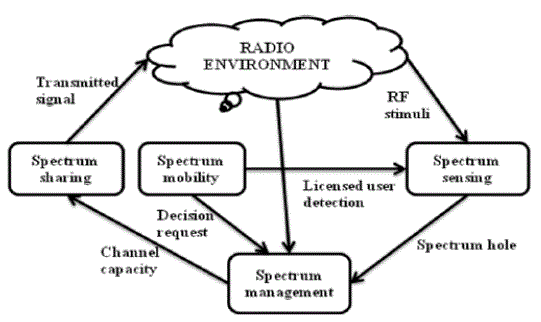 RADIO
ENVIRONMENT
Transmitted
signal
RF
stimuli
Spectrum
sharing
Spectrum
mobility
Spectrum
sensing
Licensed user
detection
Decision
request
Channel
capacity
Spectrum hole
Spectrum
management